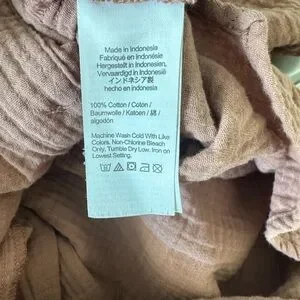 Made in Indonesia
Fabriqué en Indonésie
Hergestellt in Indonesien,
Vervaardigd in Indonesië
インドネシア製
hecho en indonesien
100% Cotton / Coton /
Baumwolle / Katoen / 綿 /
algodón
Machine Wash Cold With Like
Colors. Non-Chlorine Bleach
Only, Tumble Dry Low. Iron on
Lowest Setting.